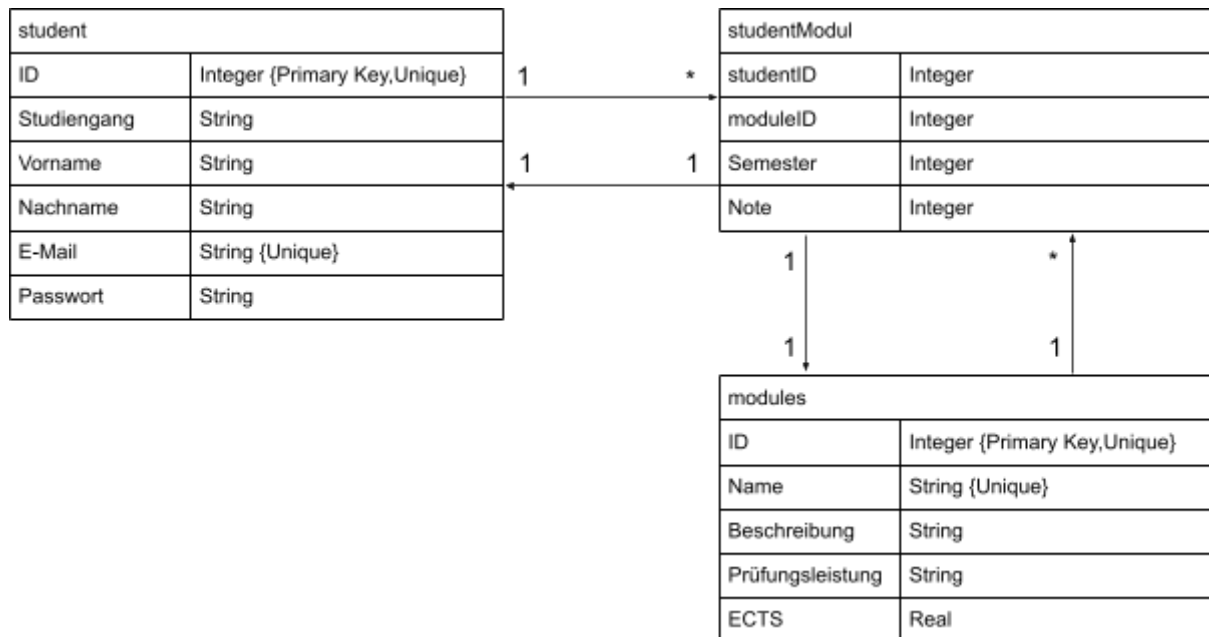 student
ID Integer {Primary Key,Unique}
Studiengang String
Vorname String
Nachname String
E-Mail String {Unique}
Passwort String
1 *
1 1
studentModul
studentID Integer
moduleID Integer
Semester Integer
Note Integer
1 *
1 1
modules
ID Integer {Primary Key,Unique}
Name String {Unique}
Beschreibung String
Prüfungsleistung String
ECTS Real